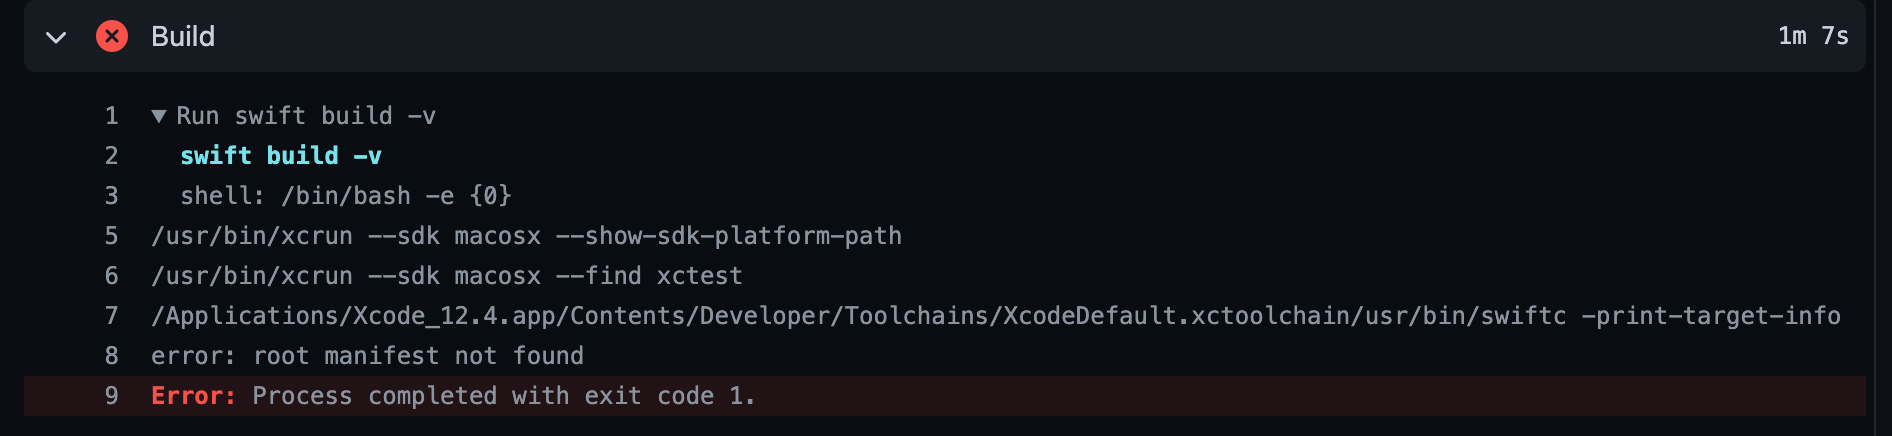 Build
1m 7s
1 ▼ Run swift build -v
2 swift build -v
3 shell: /bin/bash -e {0}
5 /usr/bin/xcrun --sdk macosx --show-sdk-platform-path
6 /usr/bin/xcrun --sdk macosx --find xctest
7 /Applications/Xcode_12.4.app/Contents/Developer/Toolchains/XcodeDefault.xctoolchain/usr/bin/swiftc -print-target-info
8 error: root manifest not found
9 Error: Process completed with exit code 1.